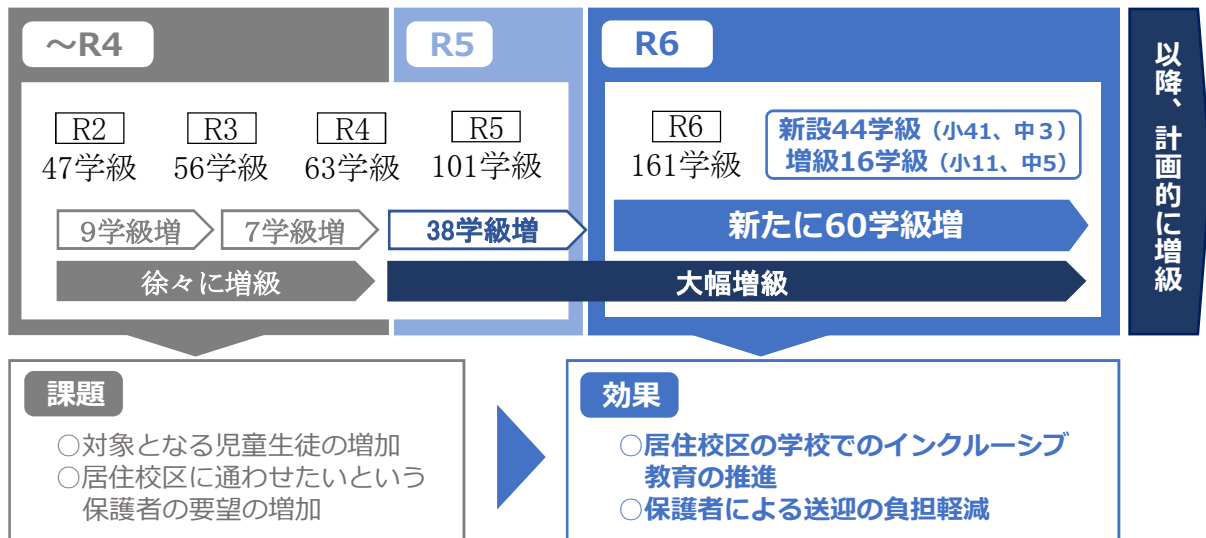 ～R4
R5
R6
R2
R3
R4
R5
R6
47学級
56学級
63学級
101学級
161学級
新設44学級（小41、中３）
増級16学級（小11、中5）
9学級増
7学級増
38学級増
新たに60学級増
徐々に増級
大幅増級
以降、計画的に増級
課題
○対象となる児童生徒の増加
○居住校区に通わせたいという
保護者の要望の増加
効果
○居住校区の学校でのインクルーシブ
教育の推進
○保護者による送迎の負担軽減